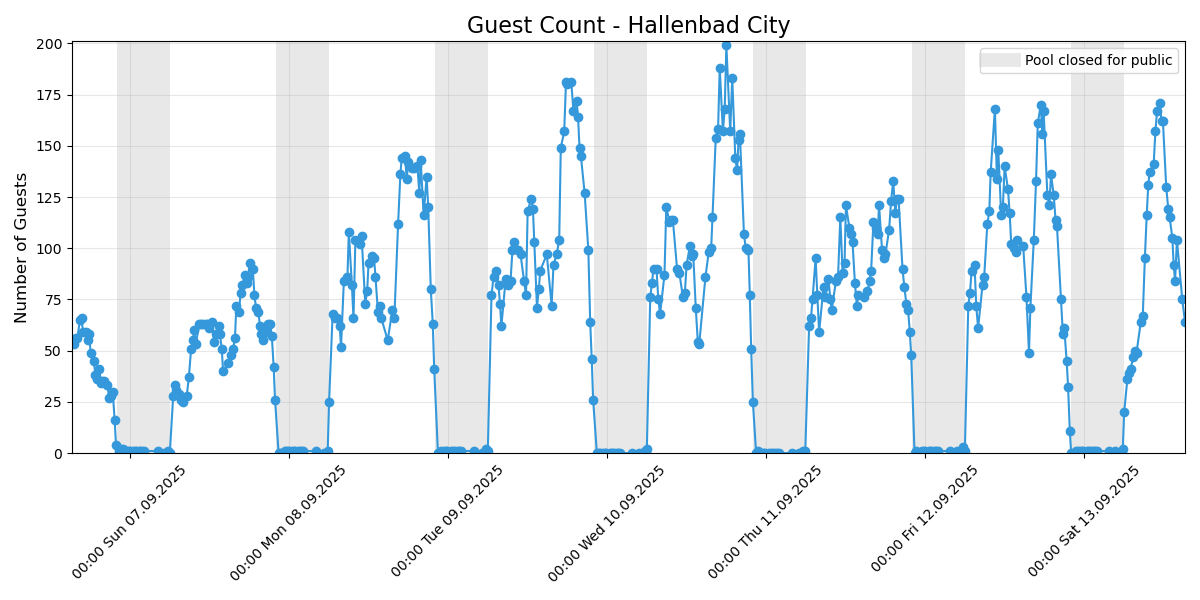 Guest Count - Hallenbad City
Pool closed for public
Number of Guests
200
175
150
125
100
75
50
25
0
00:00 Sun 07.09.2025
00:00 Mon 08.09.2025
00:00 Tue 09.09.2025
00:00 Wed 10.09.2025
00:00 Thu 11.09.2025
00:00 Fri 12.09.2025
00:00 Sat 13.09.2025